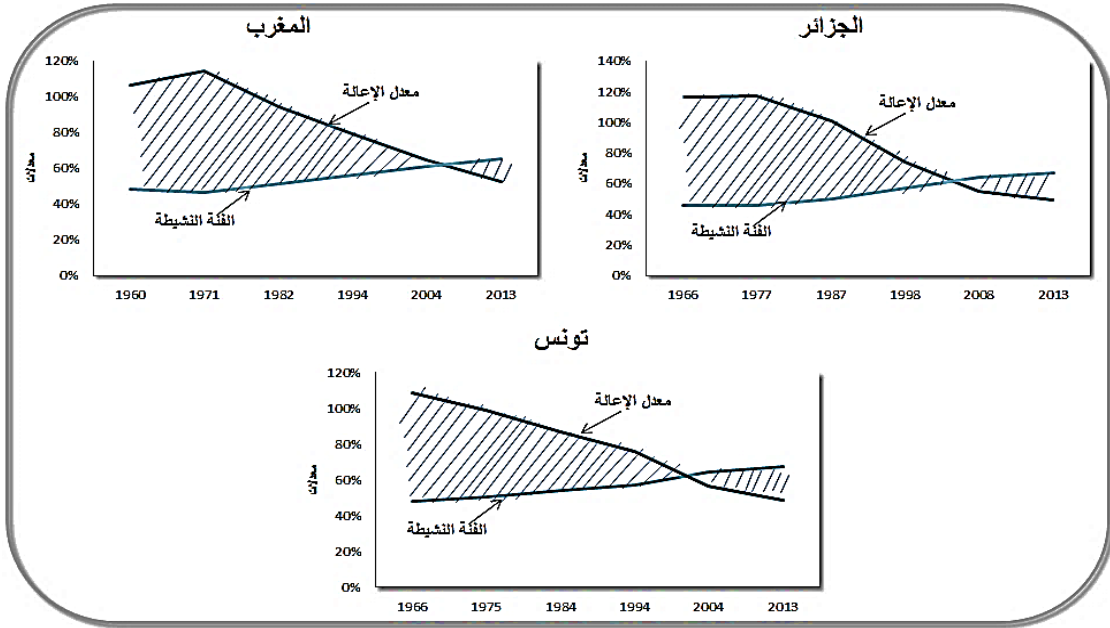 المغرب
120%
100%
80%
60%
40%
20%
0%
معدلات
معدل الإعالة
الفئة النشيطة
1960 1971 1982 1994 2004 2013
الجزائر
140%
120%
100%
80%
60%
40%
20%
0%
معدلات
معدل الإعالة
الفئة النشيطة
1966 1977 1987 1998 2008 2013
تونس
120%
100%
80%
60%
40%
20%
0%
معدلات
معدل الإعالة
الفئة النشيطة
1966 1975 1984 1994 2004 2013